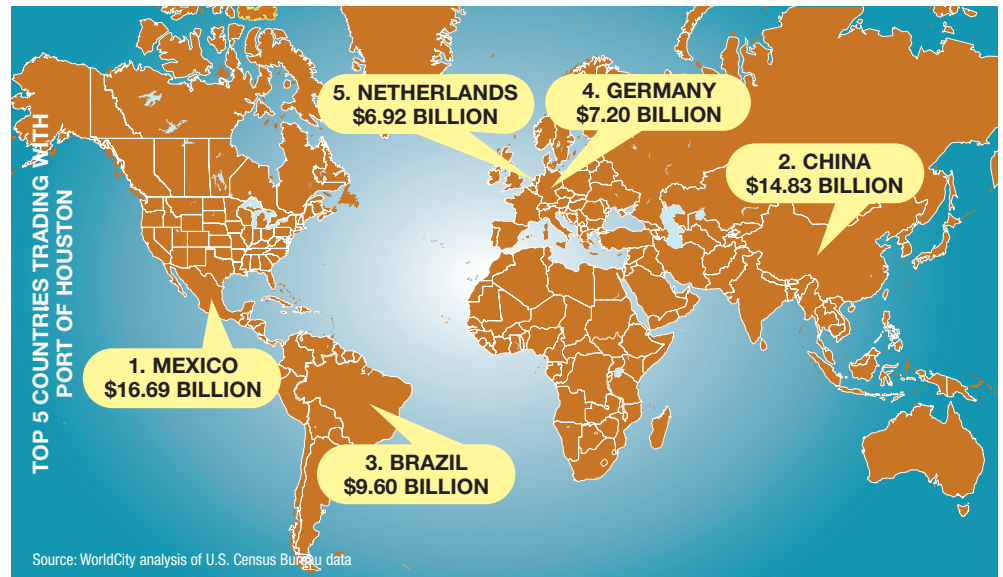 TOP 5 COUNTRIES TRADING WITH
PORT OF HOUSTON
5. NETHERLANDS
$6.92 BILLION
4. GERMANY
$7.20 BILLION
2. CHINA
$14.83 BILLION
1. MEXICO
$16.69 BILLION
3. BRAZIL
$9.60 BILLION
Source: WorldCity analysis of U.S. Census Bureau data